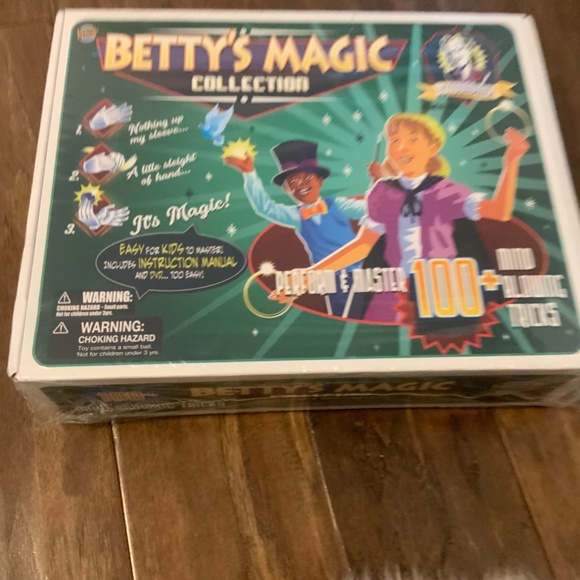 BETTY'S MAGIC
COLLECTION
1.
Nothing up
my sleeve...
2.
A little sleight
of hand...
3.
It's Magic!
EASY FOR KIDS TO MASTER!
INCLUDES INSTRUCTION MANUAL
AND DVD... TOO EASY!
PERFORM & MASTER
100+
MIND
BLOWING
TRICKS
WARNING:
CHOKING HAZARD - Small parts.
Not for children under 3yrs.
WARNING:
CHOKING HAZARD
Toy contains a small ball.
Not for children under 3 yrs.
BETTY'S MAGIC